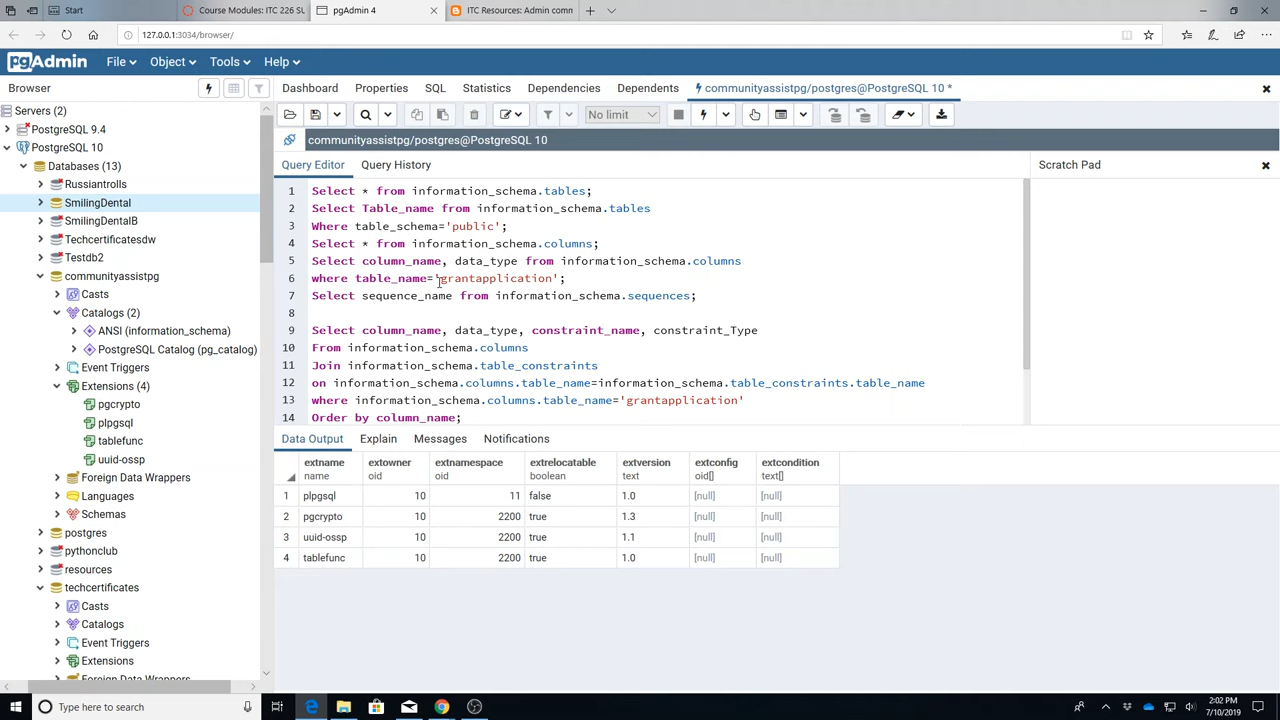 Start
Course Modules: ITC 226 SU
pgAdmin 4
ITC Resources: Admin comm
127.0.0.1:3034/browser/
pgAdmin
File
Object
Tools
Help
Browser
Dashboard
Properties
SQL
Statistics
Dependencies
Dependents
communityassistpg/postgres@PostgreSQL 10 *
Servers (2)
PostgreSQL 9.4
PostgreSQL 10
Databases (13)
Russiantrolls
SmilingDental
SmilingDentalB
Techcertificatesdw
Testdb2
communityassistpg
Casts
Catalogs (2)
ANSI (information_schema)
PostgreSQL Catalog (pg_catalog)
Event Triggers
Extensions (4)
pgcrypto
plpgsql
tablefunc
uuid-ossp
Foreign Data Wrappers
Languages
Schemas
postgres
pythonclub
resources
techcertificates
Casts
Catalogs
Event Triggers
Extensions
Foreign Data Wrappers
No limit
communityassistpg/postgres@PostgreSQL 10
Query Editor
Query History
Scratch Pad
1 Select * from information_schema.tables;
2 Select Table_name from information_schema.tables
3 Where table_schema='public';
4 Select * from information_schema.columns;
5 Select column_name, data_type from information_schema.columns
6 where table_name='grantapplication';
7 Select sequence_name from information_schema.sequences;
8
9 Select column_name, data_type, constraint_name, constraint_Type
10 From information_schema.columns
11 Join information_schema.table_constraints
12 on information_schema.columns.table_name=information_schema.table_constraints.table_name
13 where information_schema.columns.table_name='grantapplication'
14 Order by column_name;
Data Output
Explain
Messages
Notifications
extname extowner extnamespace extrelocatable extversion extconfig extcondition
name oid oid boolean text oid[] text[]
1 plpgsql 10 11 false 1.0 [null] [null]
2 pgcrypto 10 2200 true 1.3 [null] [null]
3 uuid-ossp 10 2200 true 1.1 [null] [null]
4 tablefunc 10 2200 true 1.0 [null] [null]
Type here to search
2:02 PM
7/10/2019